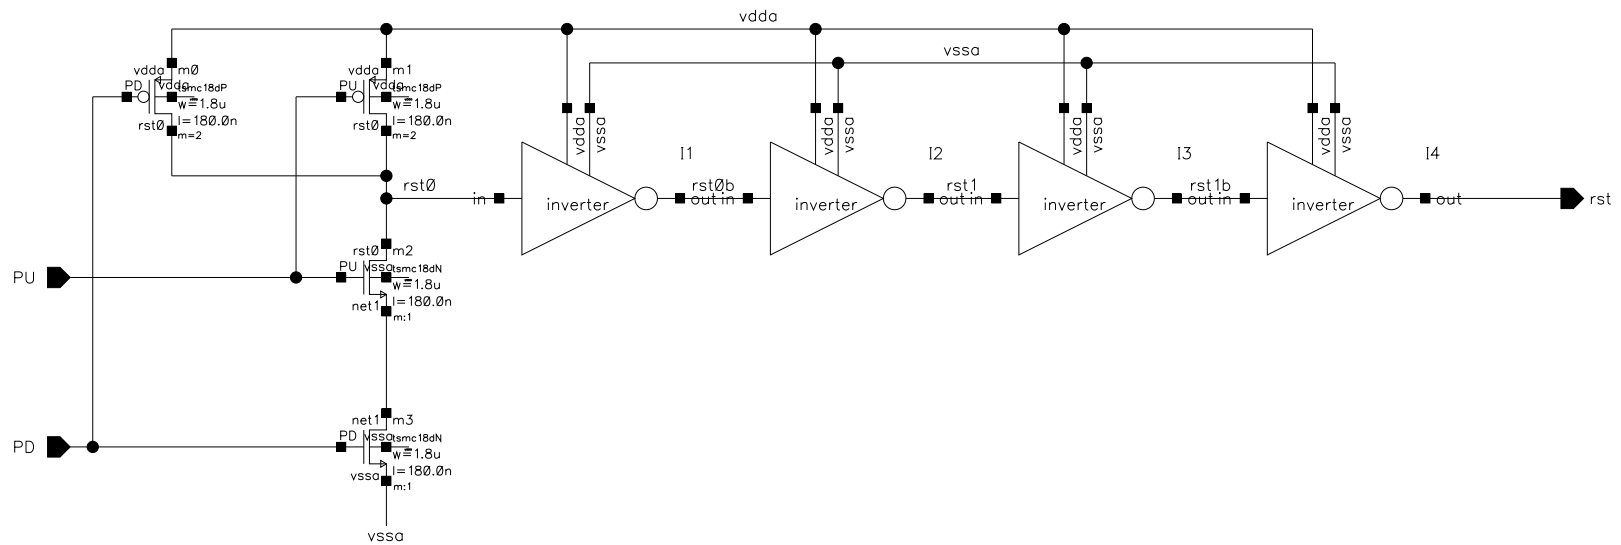 vdda
vssa
vdda m0
PD vdda tsmc18dP
w=1.8u
l=180.0n
rst0
m=2
vdda m1
PU vdda tsmc18dP
w=1.8u
l=180.0n
rst0
m=2
vdda
vssa
vdda
vssa
vdda
vssa
vdda
vssa
I1
I2
I3
I4
rst0
in
inverter
rst0b
out in
inverter
rst1
out in
inverter
rst1b
out in
inverter
out
rst
rst0 m2
PU vssa tsmc18dN
w=1.8u
l=180.0n
net1
m:1
PU
net1 m3
PD vssa tsmc18dN
w=1.8u
l=180.0n
vssa
m:1
PD
vssa